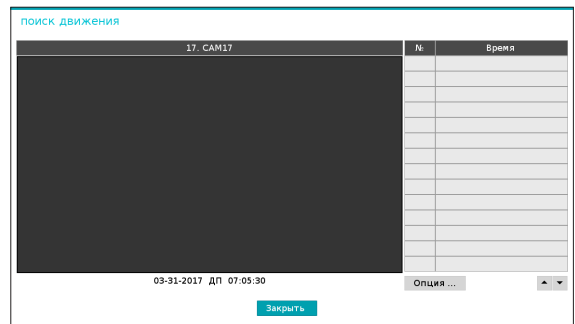 поиск движения
17. CAM17
№ Время
03-31-2017 ДП 07:05:30
Опция ...
Закрыть